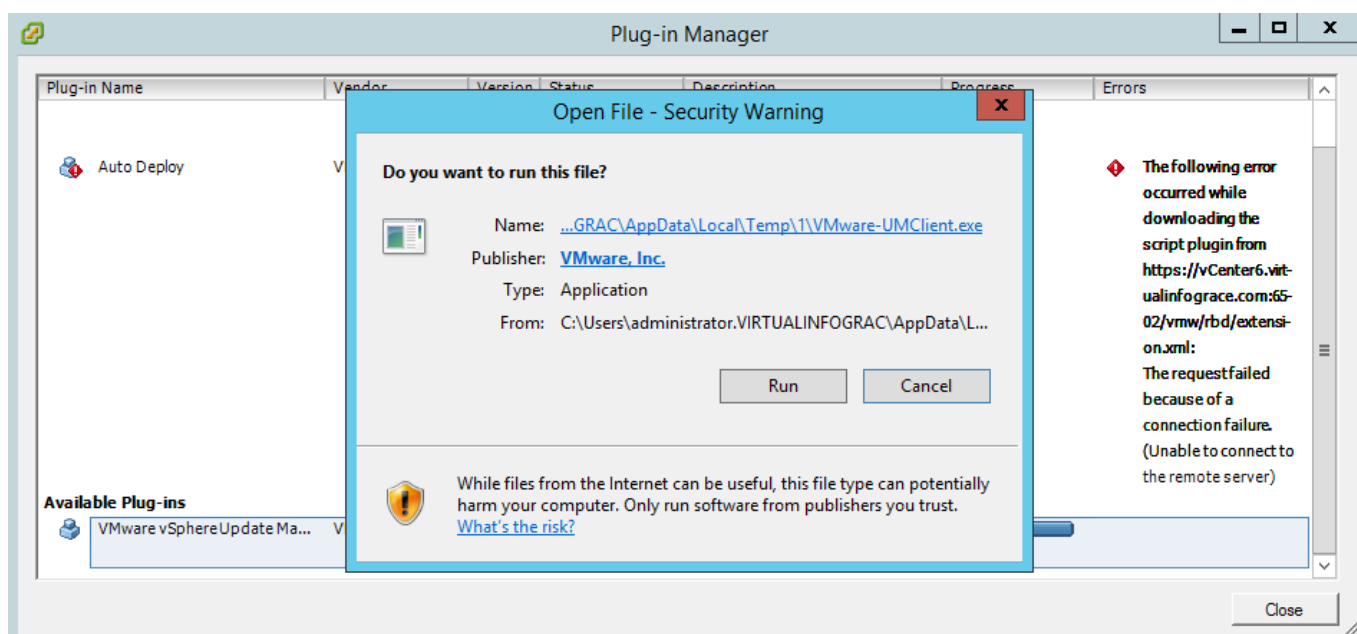 Plug-in Manager
Plug-in Name Vendor Version Status Description Progress Errors
Open File - Security Warning
Do you want to run this file?
Name: ...GRAC\AppData\Local\Temp\1\VMware-UMClient.exe
Publisher: VMware, Inc.
Type: Application
From: C:\Users\administrator.VIRTUALINFOGRAC\AppData\L...
Run Cancel
While files from the Internet can be useful, this file type can potentially
harm your computer. Only run software from publishers you trust.
What's the risk?
Auto Deploy V
The following error
occurred while
downloading the
script plugin from
https://vCenter6.virt-
ualinfograce.com:65-
02/vmw/rbd/extensi-
on.xml:
The request failed
because of a
connection failure.
(Unable to connect to
the remote server)
Available Plug-ins
VMware vSphere Update Ma... V
Close